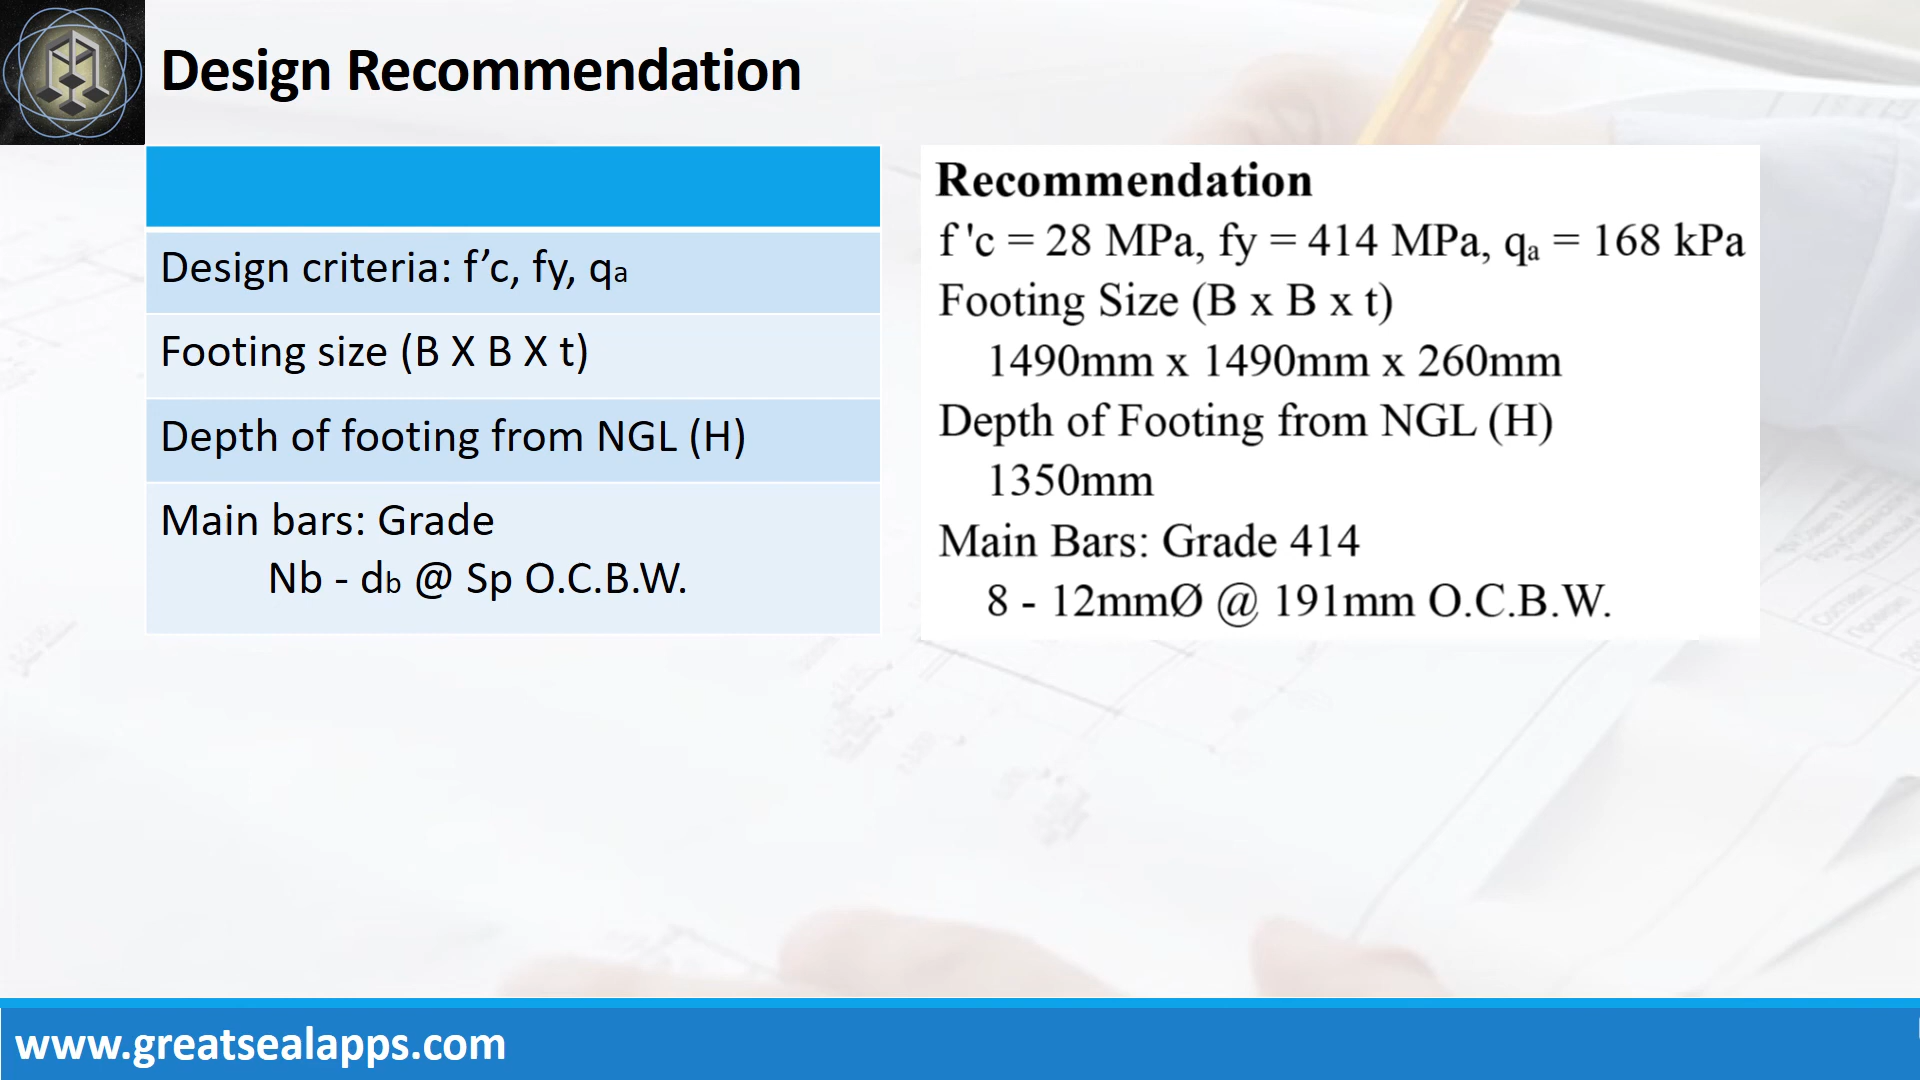 Design Recommendation
Design criteria: f’c, fy, qa
Footing size (B X B X t)
Depth of footing from NGL (H)
Main bars: Grade
Nb - db @ Sp O.C.B.W.
Recommendation
f 'c = 28 MPa, fy = 414 MPa, qa = 168 kPa
Footing Size (B x B x t)
1490mm x 1490mm x 260mm
Depth of Footing from NGL (H)
1350mm
Main Bars: Grade 414
8 - 12mmØ @ 191mm O.C.B.W.
www.greatsealapps.com